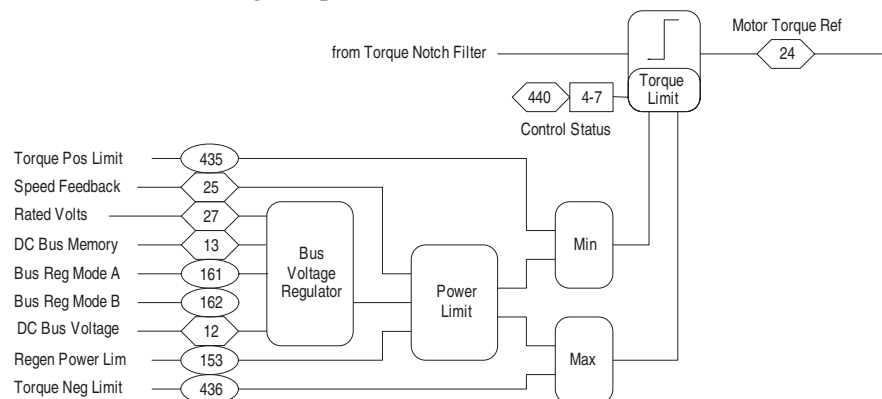 Motor Torque Ref
from Torque Notch Filter
24
Torque
Limit
440
4-7
Control Status
Torque Pos Limit
435
Speed Feedback
25
Rated Volts
27
DC Bus Memory
13
Bus Reg Mode A
161
Bus Reg Mode B
162
DC Bus Voltage
12
Regen Power Lim
153
Torque Neg Limit
436
Bus
Voltage
Regulator
Power
Limit
Min
Max